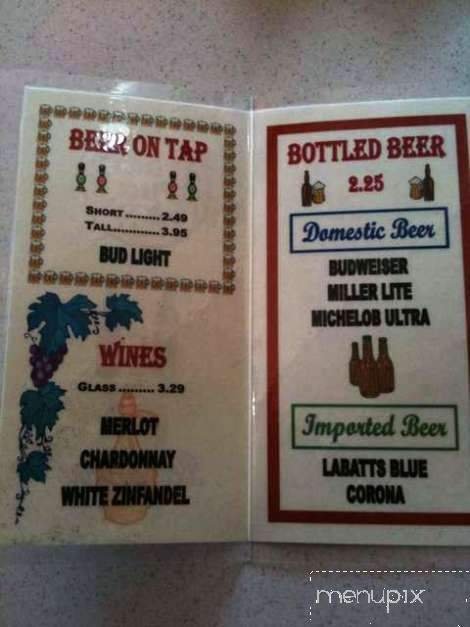 BEER ON TAP
SHORT ......... 2.49
TALL............ 3.95
BUD LIGHT
WINES
GLASS ......... 3.29
MERLOT
CHARDONNAY
WHITE ZINFANDEL
BOTTLED BEER
2.25
Domestic Beer
BUDWEISER
MILLER LITE
MICHELOB ULTRA
Imported Beer
LABATTS BLUE
CORONA
menupix